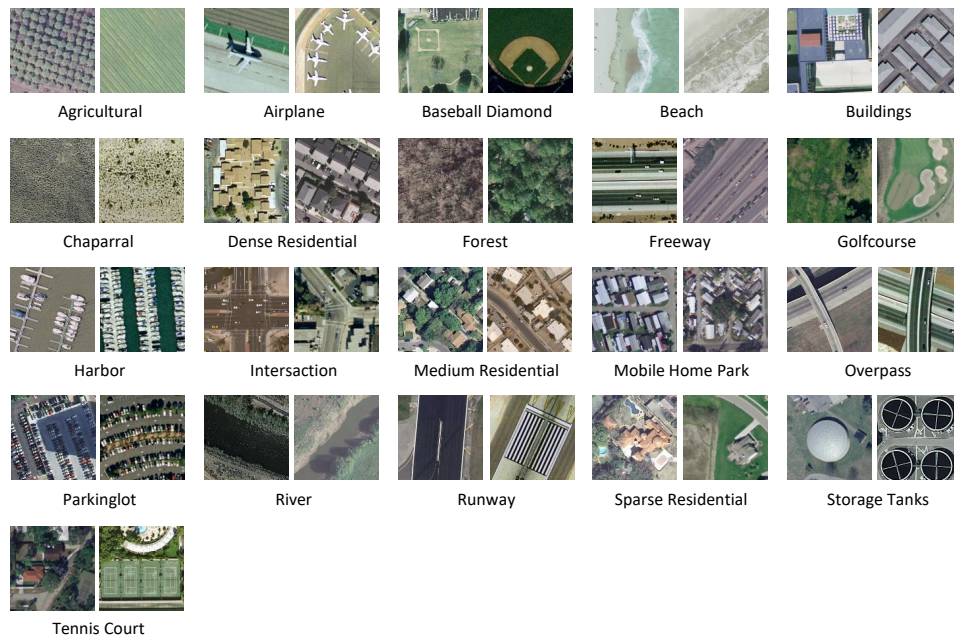 Agricultural
Airplane
Baseball Diamond
Beach
Buildings
Chaparral
Dense Residential
Forest
Freeway
Golfcourse
Harbor
Intersaction
Medium Residential
Mobile Home Park
Overpass
Parkinglot
River
Runway
Sparse Residential
Storage Tanks
Tennis Court